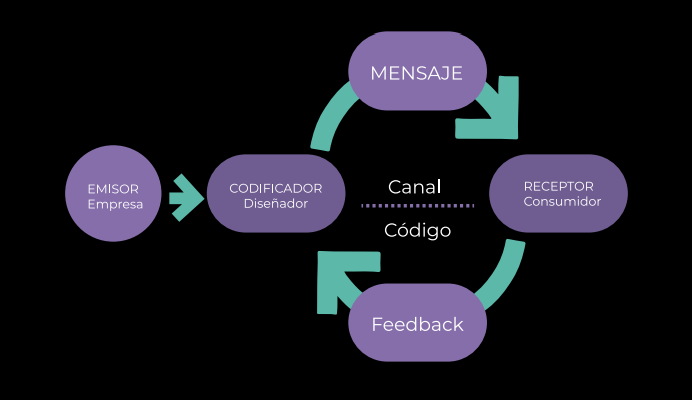 MENSAJE
EMISOR
Empresa
CODIFICADOR
Diseñador
Canal
Código
RECEPTOR
Consumidor
Feedback